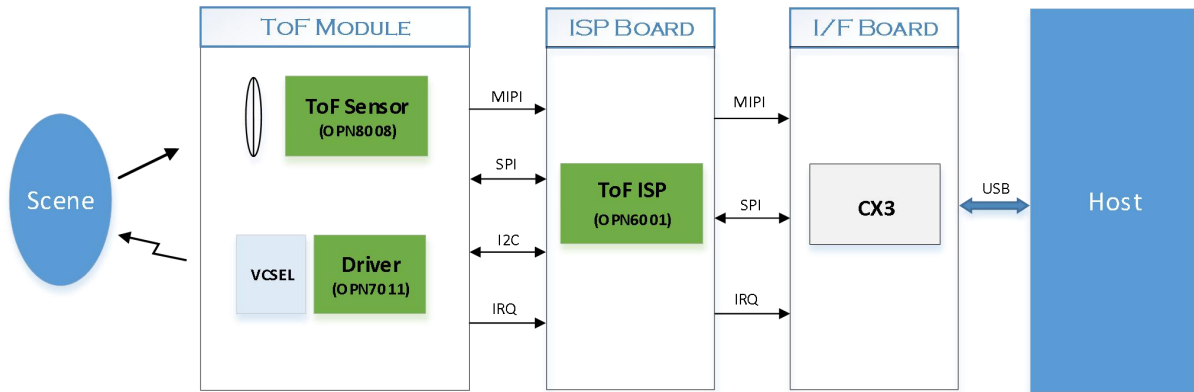 ToF Module
ISP Board
I/F Board
ToF Sensor
(OPN8008)
MIPI
MIPI
Scene
SPI
ToF ISP
(OPN6001)
SPI
CX3
USB
Host
VCSEL
Driver
(OPN7011)
I2C
IRQ
IRQ